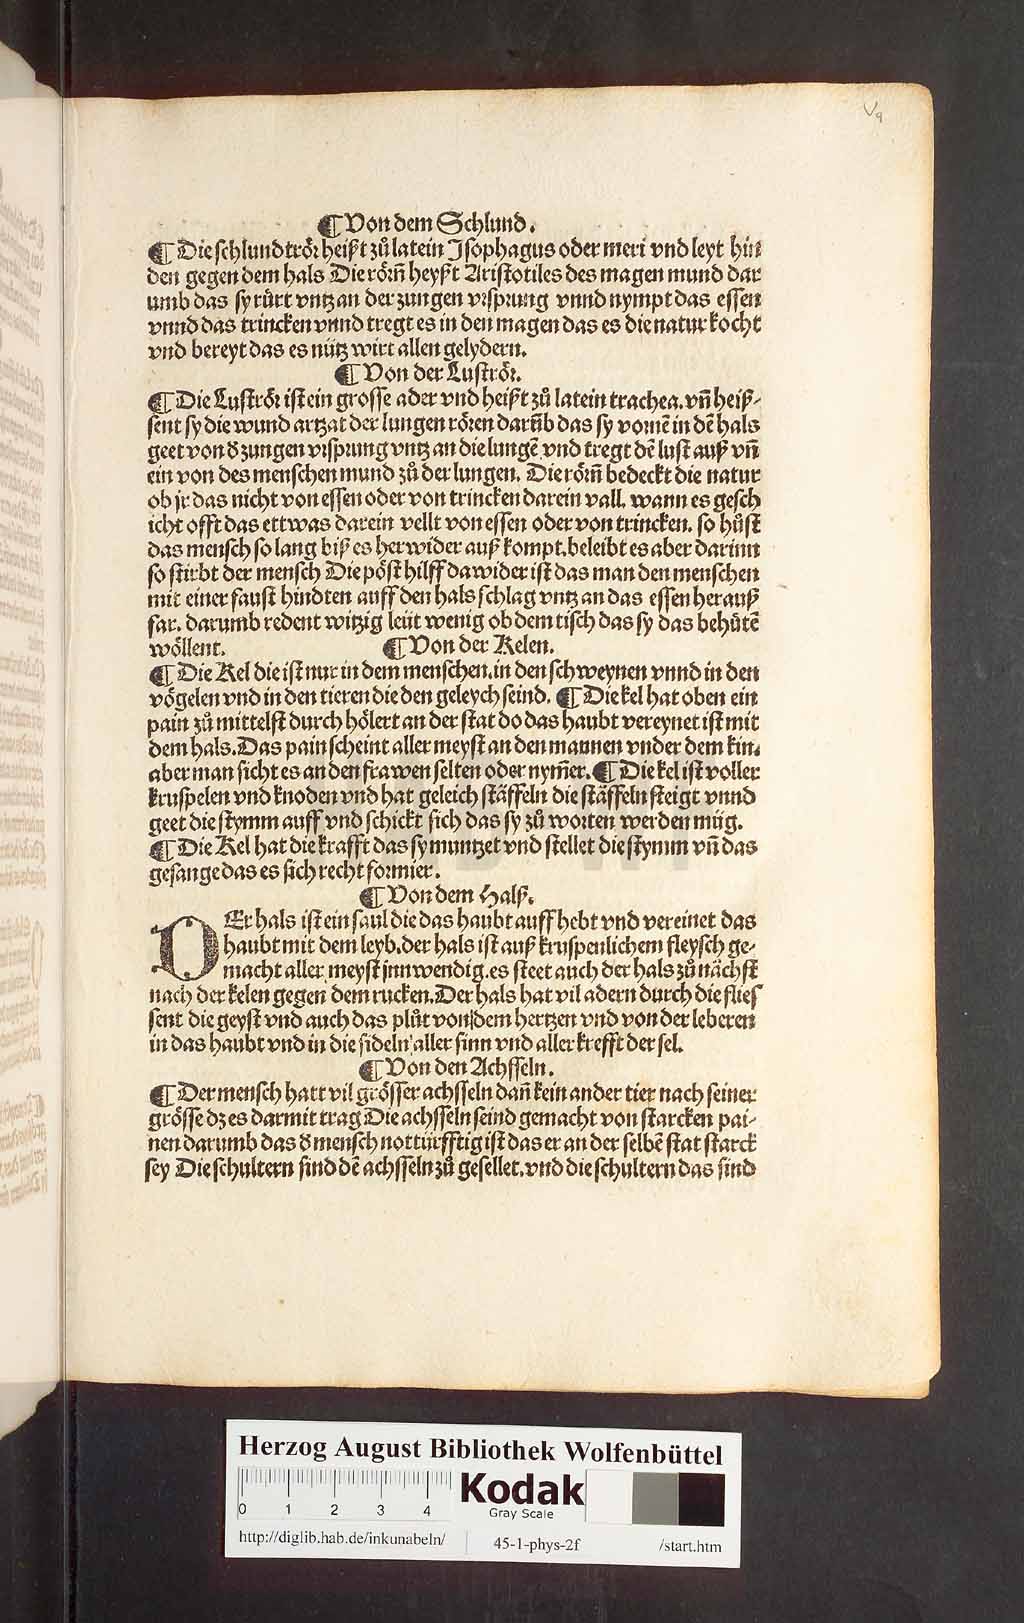 V9
¶ Von dem Schlund.
¶ Die schlundtrör heißt zů latein Jsophagus oder meri vnd leyt hin
den gegen dem hals Die rörñ heyßt Aristotiles des magen mund dar
umb das sy rürt vntz an der zungen vrsprung vnnd nympt das essen
vnnd das trincken vnnd tregt es in den magen das es die natur kocht
vnd bereyt das es nütz wirt allen gelydern.
¶ Von der Luftrör.
¶ Die Luftrör ist ein grosse ader vnd heißt zů latein trachea. vñ heiß-
sent sy die wund artzat der lungen rören darũb das sy vornẽ in dẽ hals
geet von d̕ zungen vrsprung vntz an die lungẽ vnd tregt dẽ luft auß vñ
ein von des menschen mund zů der lungen. Die rörñ bedeckt die natur
ob jr das nicht von essen oder von trincken darein vall. wann es gesch
icht offt das ettwas darein vellt von essen oder von trincken. so hůst
das mensch so lang biß es herwider auß kompt. beleibt es aber darinn
so stirbt der mensch Die pöst hilff dawider ist das man den menschen
mit einer faust hindten auff den hals schlag vntz an das essen herauß
far. darumb redent witzig leüt wenig ob dem tisch das sy das behütẽ
wöllent. ¶ Von der Kelen.
¶ Die Kel die ist nur in dem menschen. in den schweynen vnnd in den
vögelen vnd in den tieren die den geleych seind. ¶ Die kel hat oben ein
pain zů mittelst durch hölert an der stat do das haubt vereynet ist mit
dem hals. Das pain scheint aller meyst an den mannen vnder dem kin.
aber man sicht es an den frawen selten oder nym̃er. ¶ Die kel ist voller
kruspelen vnd knoden vnd hat geleich stäffeln die stäffeln steigt vnnd
geet die stymm auff vnd schickt sich das sy zů worten werden müg.
¶ Die Kel hat die krafft das sy muntzet vnd stellet die stymm vñ das
gesange das es sich recht formier.
¶ Von dem Halß.
DEr hals ist ein saul die das haubt auff hebt vnd vereinet das
haubt mit dem leyb. der hals ist auß kruspenlichem fleysch ge-
macht aller meyst jnnwendig. es steet auch der hals zů nächst
nach der kelen gegen dem rucken. Der hals hat vil adern durch die flies
sent die geyst vnd auch das plůt von dem hertzen vnd von der leberen
in das haubt vnd in die sideln aller sinn vnd aller krefft der sel.
¶ Von den Achsseln.
¶ Der mensch hatt vil grösser achsseln dañ kein ander tier nach seiner
grösse dz es darmit trag Die achsseln seind gemacht von starcken pai-
nen darumb das d̕ mensch nottürfftig ist das er an der selbẽ stat starck
sey Die schultern sind dẽ achsseln zů gesellet. vnd die schultern das sind
Herzog August Bibliothek Wolfenbüttel
0 1 2 3 4
Kodak
Gray Scale
http://diglib.hab.de/inkunabeln/ 45-1-phys-2f /start.htm